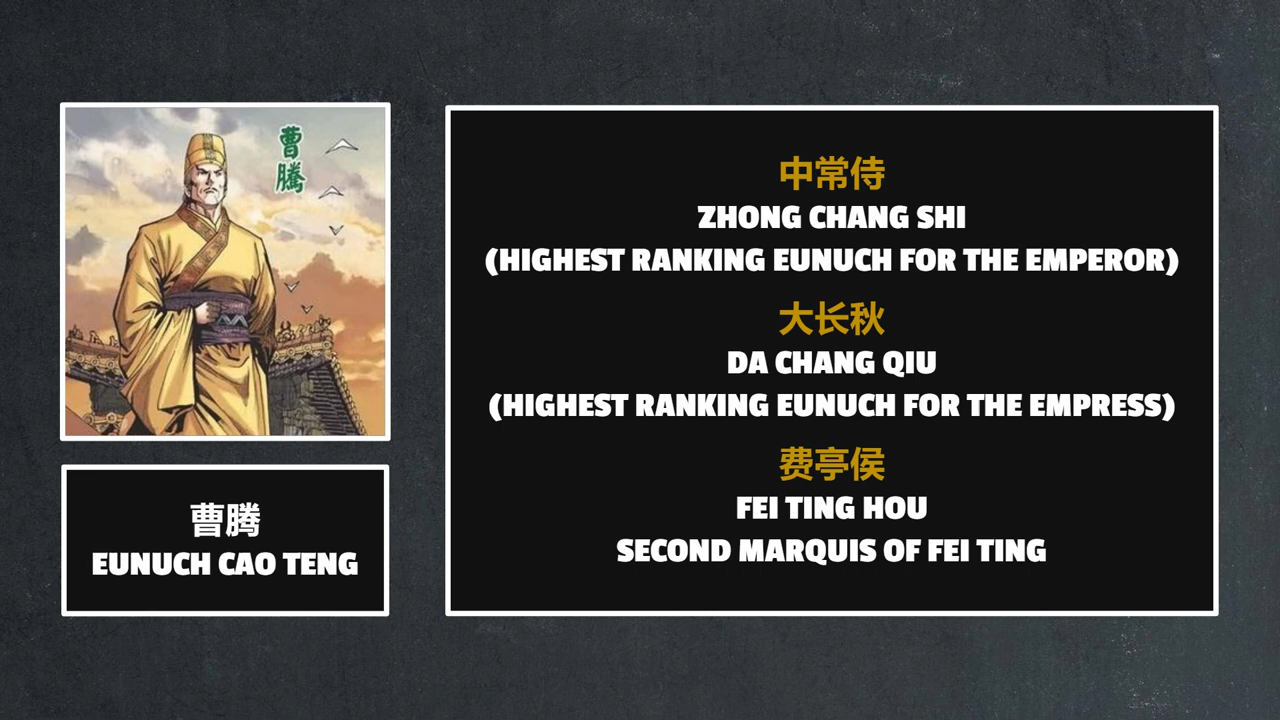 曹騰
曹腾
EUNUCH CAO TENG
中常侍
ZHONG CHANG SHI
(HIGHEST RANKING EUNUCH FOR THE EMPEROR)
大长秋
DA CHANG QIU
(HIGHEST RANKING EUNUCH FOR THE EMPRESS)
费亭侯
FEI TING HOU
SECOND MARQUIS OF FEI TING